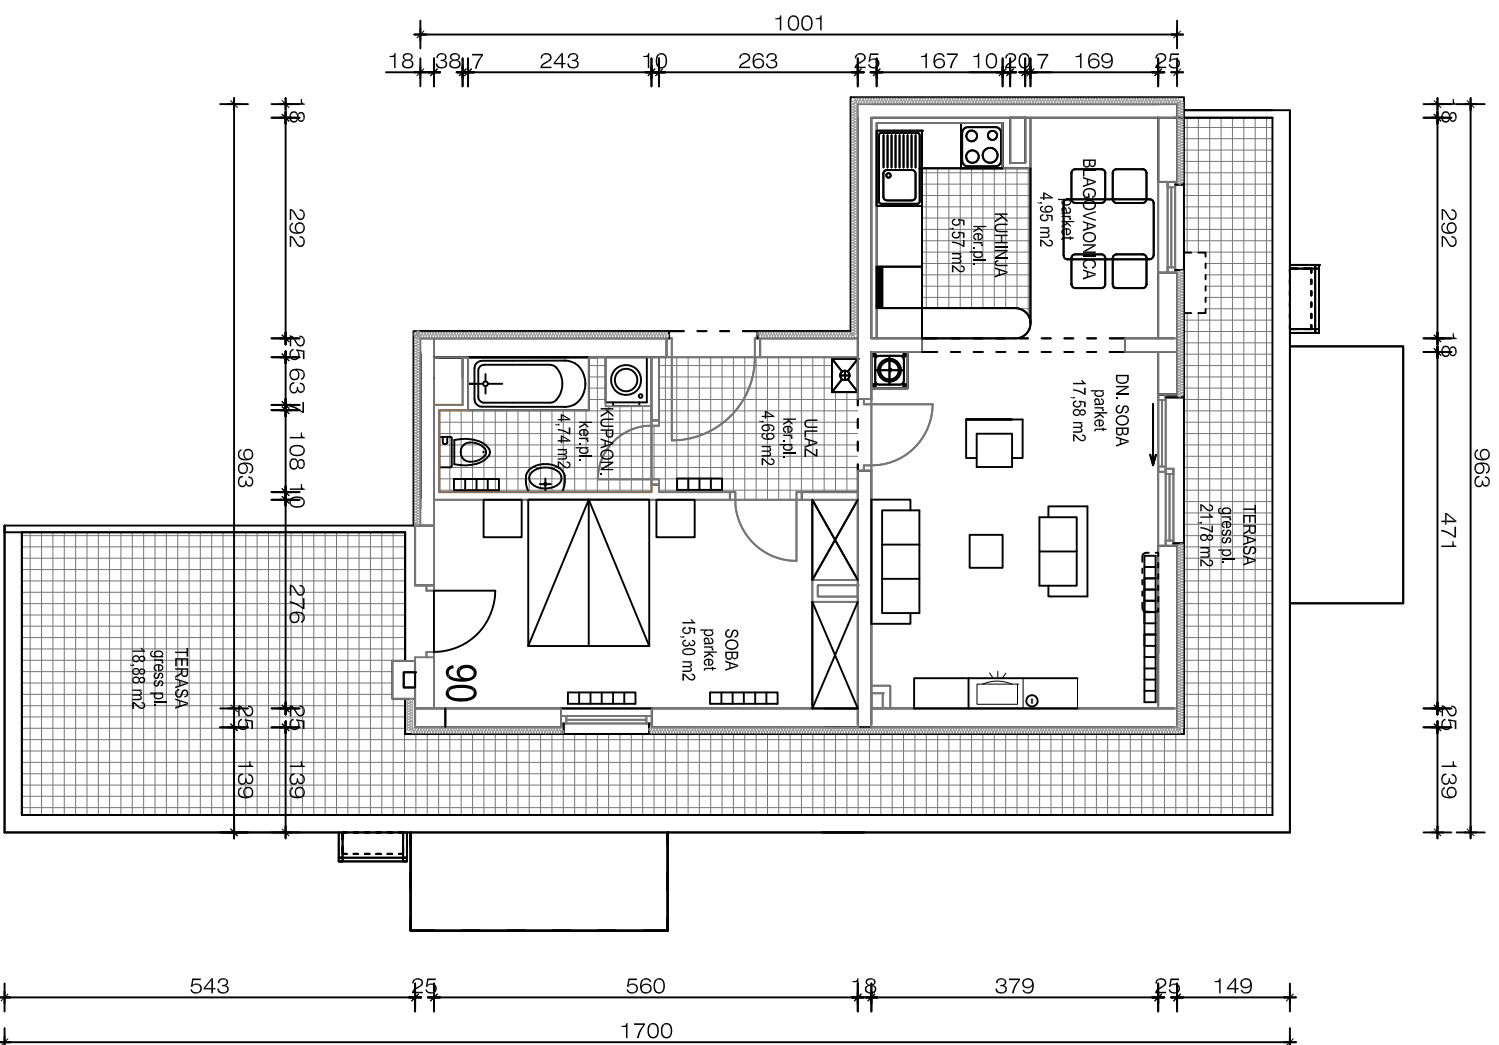 1001
18 38 7 243 10 263 25 167 10 20 7 169 25
963
18
292
25
63
7
108
10
276
25
139
25
139
BLAGOVAONICA
parket
4,95 m2
KUHINJA
ker.pl.
5,57 m2
DN. SOBA
parket
17,58 m2
ULAZ
ker.pl.
4,69 m2
KUPAON.
ker.pl.
4,74 m2
SOBA
parket
15,30 m2
90
TERASA
gress pl.
18,88 m2
TERASA
gress pl.
21,78 m2
18
292
18
471
25
139
963
543 25 560 18 379 25 149
1700